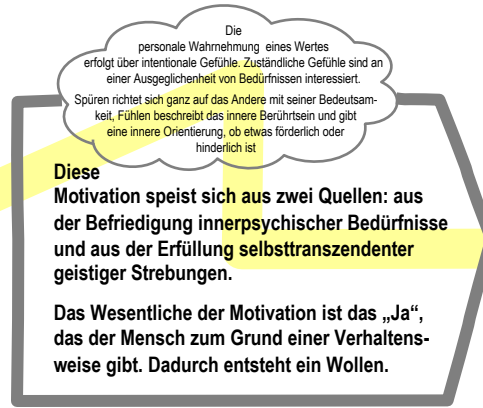 Die
personale Wahrnehmung eines Wertes
erfolgt über intentionale Gefühle. Zuständliche Gefühle sind an
einer Ausgeglichenheit von Bedürfnissen interessiert.
Spüren richtet sich ganz auf das Andere mit seiner Bedeutsam-
keit, Fühlen beschreibt das innere Berührtsein und gibt
eine innere Orientierung, ob etwas förderlich oder
hinderlich ist
Diese
Motivation speist sich aus zwei Quellen: aus
der Befriedigung innerpsychischer Bedürfnisse
und aus der Erfüllung selbsttranszendenter
geistiger Strebungen.
Das Wesentliche der Motivation ist das „Ja“,
das der Mensch zum Grund einer Verhaltens-
weise gibt. Dadurch entsteht ein Wollen.